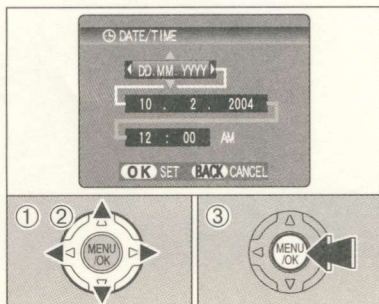 DATE/TIME
DD. MM. YYYY
10 . 2 . 2004
12 : 00 AM
OK SET BACK CANCEL
① ②
MENU
/OK
③
MENU
/OK